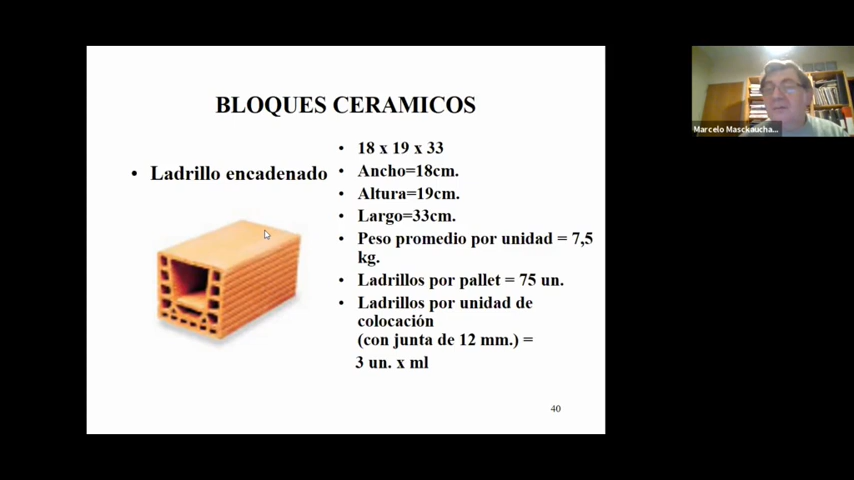 BLOQUES CERAMICOS
• Ladrillo encadenado
• 18 x 19 x 33
• Ancho=18cm.
• Altura=19cm.
• Largo=33cm.
• Peso promedio por unidad = 7,5
kg.
• Ladrillos por pallet = 75 un.
• Ladrillos por unidad de
colocación
(con junta de 12 mm.) =
3 un. x ml
40
Marcelo Masckaucha...